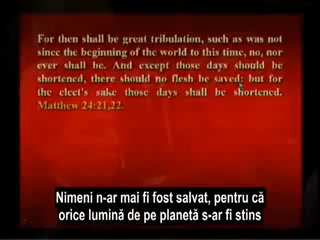 For then shall be great tribulation, such as was not
since the beginning of the world to this time, no, nor
ever shall be. And except those days should be
shortened, there should no flesh be saved: but for
the elect's sake those days shall be shortened.
Matthew 24:21,22.
Nimeni n-ar mai fi fost salvat, pentru că
orice lumină de pe planetă s-ar fi stins